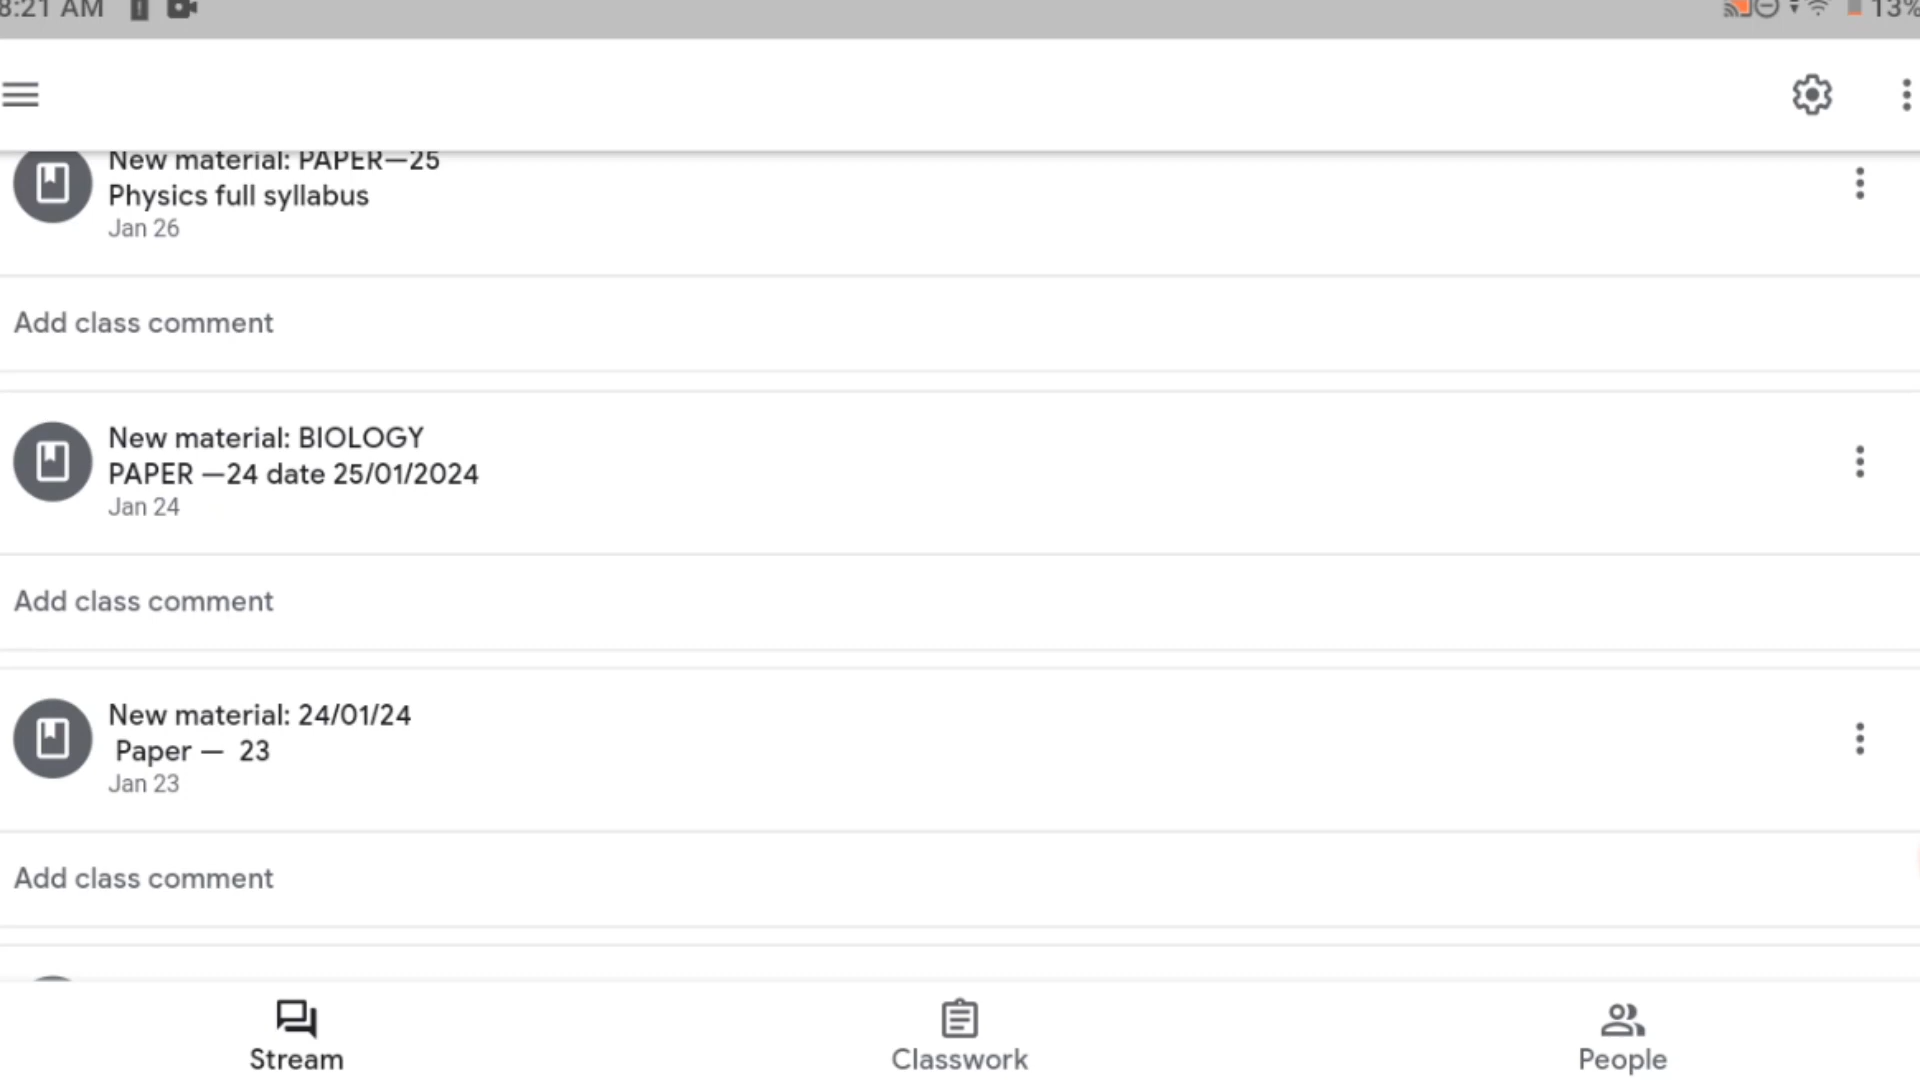 8:21 AM
13%
New material: PAPER—25
Physics full syllabus
Jan 26
Add class comment
New material: BIOLOGY
PAPER —24 date 25/01/2024
Jan 24
Add class comment
New material: 24/01/24
Paper — 23
Jan 23
Add class comment
Stream
Classwork
People